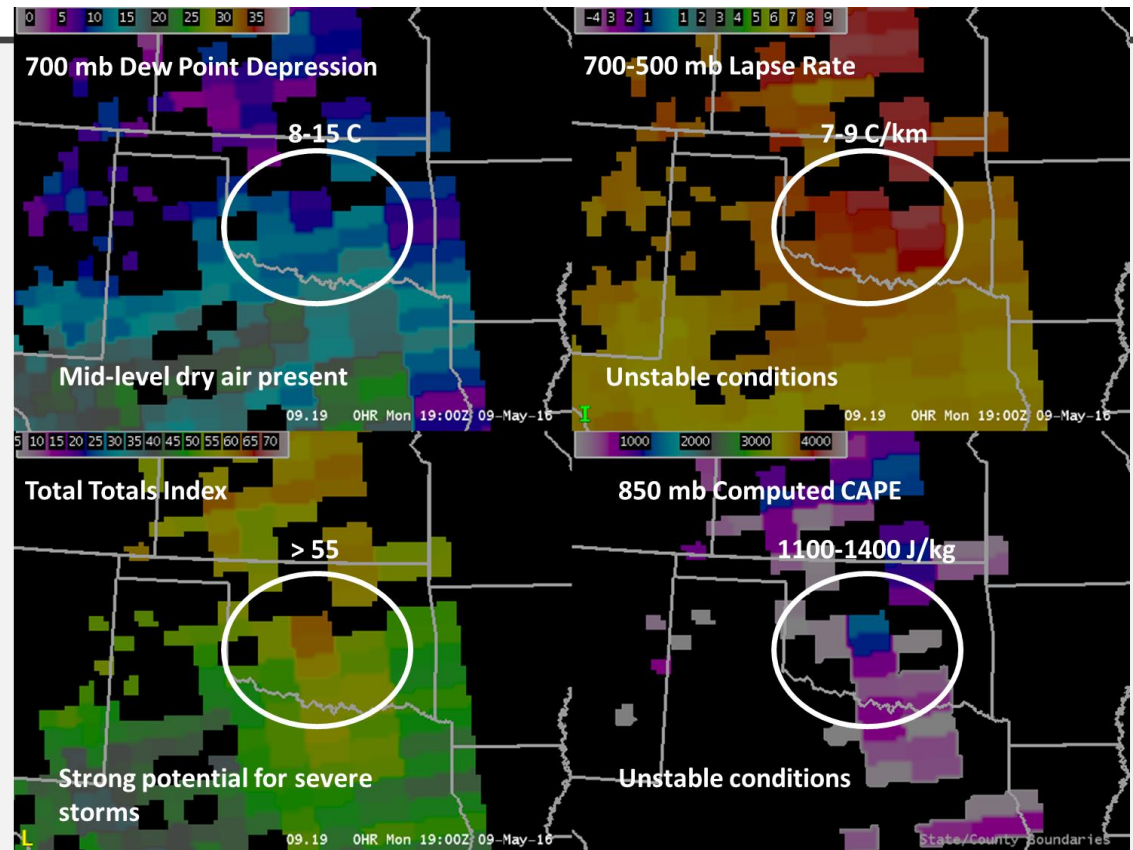 0 5 10 15 20 25 30 35
700 mb Dew Point Depression
8-15 C
Mid-level dry air present
09.19 0HR Mon 19:00Z 09-May-16
-4 3 2 1 1 2 3 4 5 6 7 8 9
700-500 mb Lapse Rate
7-9 C/km
Unstable conditions
I
09.19 0HR Mon 19:00Z 09-May-16
5 10 15 20 25 30 35 40 45 50 55 60 65 70
Total Totals Index
> 55
Strong potential for severe
storms
L
09.19 0HR Mon 19:00Z 09-May-16
1000 2000 3000 4000
850 mb Computed CAPE
1100-1400 J/kg
Unstable conditions
State/County Boundaries